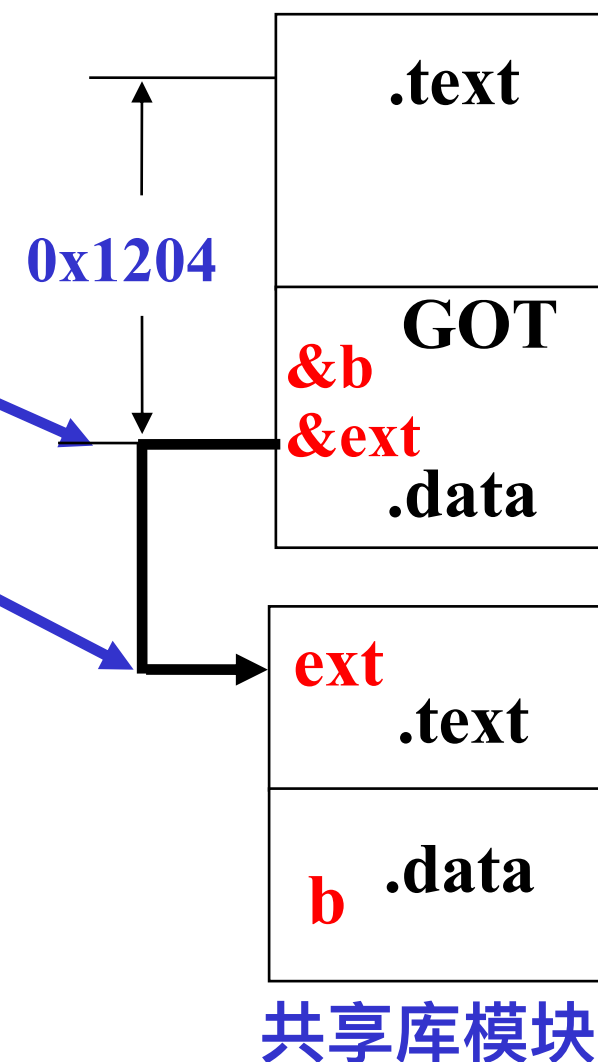 .text
0x1204
GOT
&b
&ext
.data
ext
.text
.data
b
共享库模块